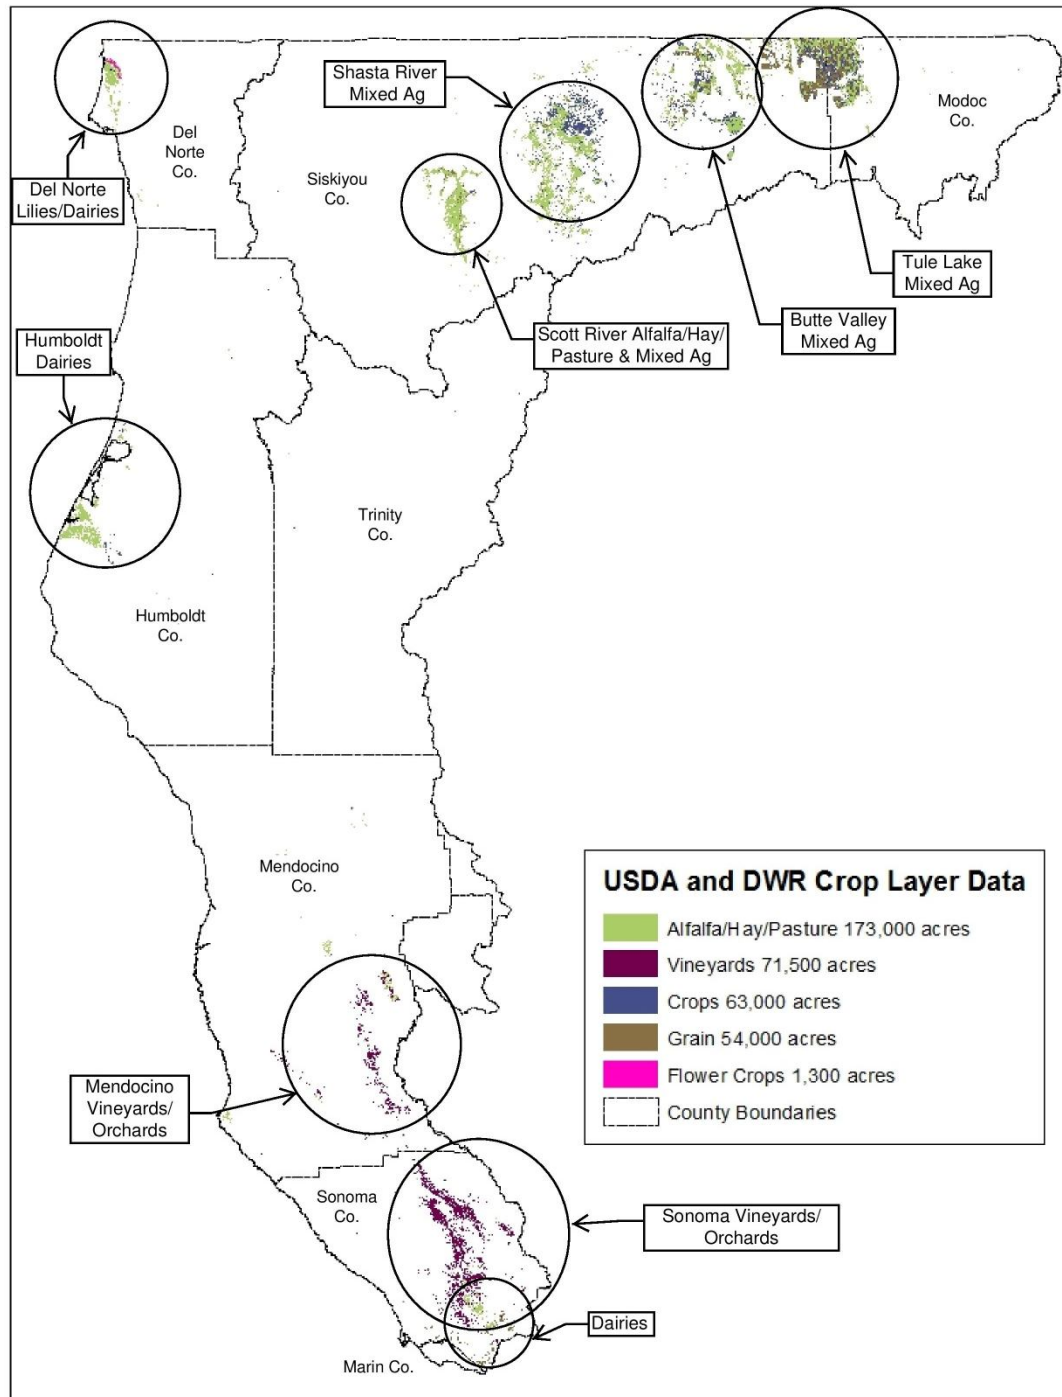 Shasta River
Mixed Ag
Del
Norte
Co.
Modoc
Co.
Siskiyou
Co.
Del Norte
Lilies/Dairies
Tule Lake
Mixed Ag
Scott River Alfalfa/Hay/
Pasture & Mixed Ag
Butte Valley
Mixed Ag
Humboldt
Dairies
Trinity
Co.
Humboldt
Co.
Mendocino
Co.
USDA and DWR Crop Layer Data
Alfalfa/Hay/Pasture 173,000 acres
Vineyards 71,500 acres
Crops 63,000 acres
Grain 54,000 acres
Flower Crops 1,300 acres
County Boundaries
Mendocino
Vineyards/
Orchards
Sonoma
Co.
Sonoma Vineyards/
Orchards
Dairies
Marin Co.